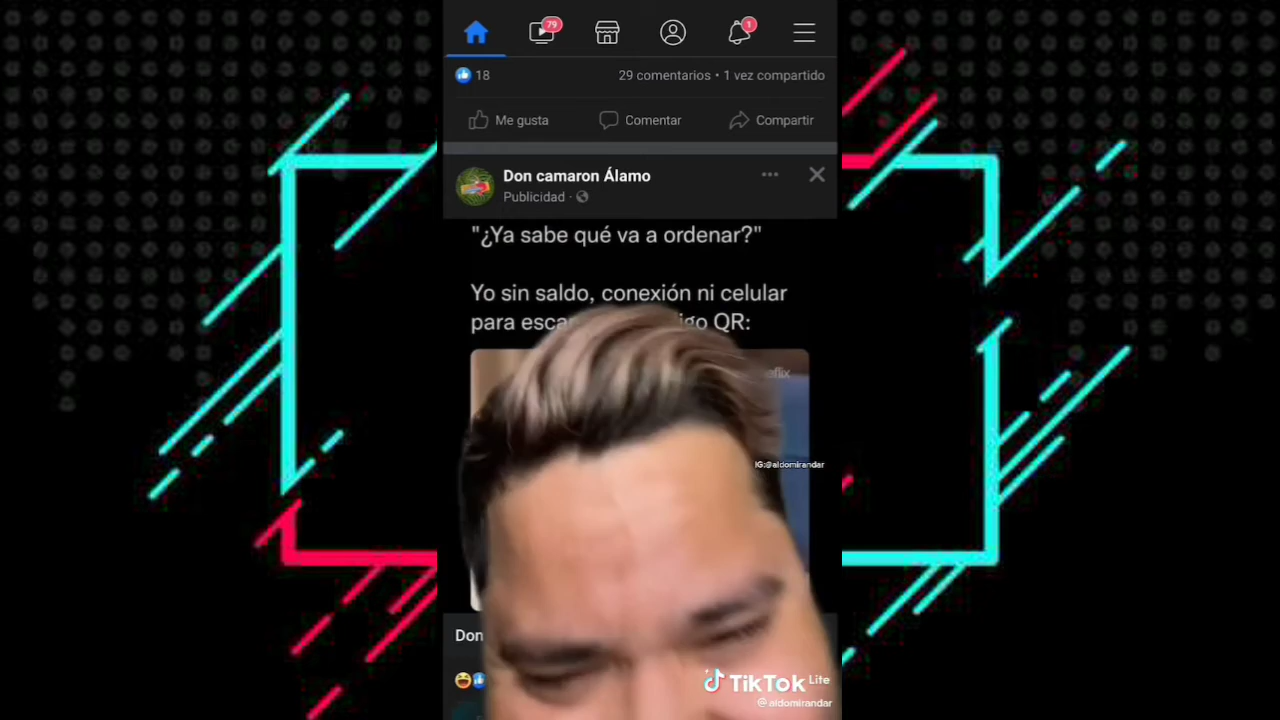 79
1
18
29 comentarios • 1 vez compartido
Me gusta
Comentar
Compartir
Don camaron Álamo
Publicidad ·
"¿Ya sabe qué va a ordenar?"
Yo sin saldo, conexión ni celular
para QR:
IG:@aldomirandar
Don
TikTok Lite
@aldomirandar